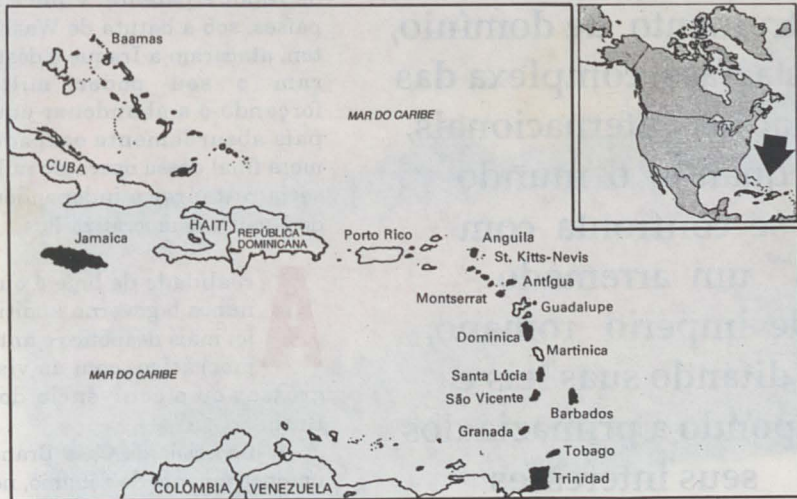 Baamas
MAR DO CARIBE
CUBA
Jamaica
HAITI
REPÚBLICA
DOMINICANA
Porto Rico
Anguila
St. Kitts-Nevis
Antígua
Montserrat
Guadalupe
Dominica
Martinica
MAR DO CARIBE
Santa Lúcia
São Vicente
Barbados
Granada
Tobago
Trinidad
COLÔMBIA
VENEZUELA